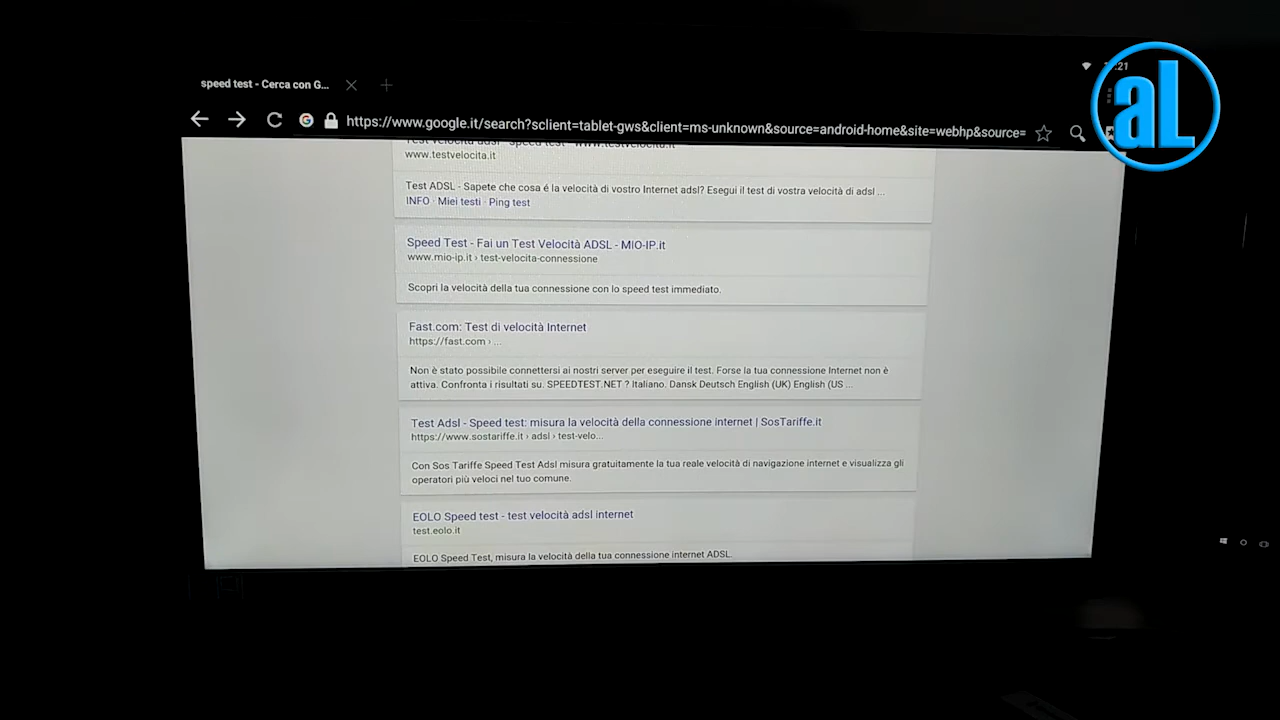 speed test - Cerca con G...
:21
aL
https://www.google.it/search?sclient=tablet-gws&client=ms-unknown&source=android-home&site=webhp&source=
Test velocità adsl - speed test - www.testvelocita.it
www.testvelocita.it
Test ADSL - Sapete che cosa é la velocità di vostro Internet adsl? Esegui il test di vostra velocità di adsl ...
INFO · Miei testi · Ping test
Speed Test - Fai un Test Velocità ADSL - MIO-IP.it
www.mio-ip.it › test-velocita-connessione
Scopri la velocità della tua connessione con lo speed test immediato.
Fast.com: Test di velocità Internet
https://fast.com › ...
Non è stato possibile connettersi ai nostri server per eseguire il test. Forse la tua connessione Internet non è
attiva. Confronta i risultati su. SPEEDTEST.NET ? Italiano. Dansk Deutsch English (UK) English (US ...
Test Adsl - Speed test: misura la velocità della connessione internet | SosTariffe.it
https://www.sostariffe.it › adsl › test-velo...
Con Sos Tariffe Speed Test Adsl misura gratuitamente la tua reale velocità di navigazione internet e visualizza gli
operatori più veloci nel tuo comune.
EOLO Speed test - test velocità adsl internet
test.eolo.it
EOLO Speed Test, misura la velocità della tua connessione internet ADSL.